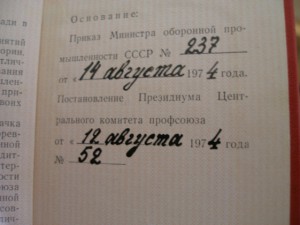 Основание:
Приказ Министра оборонной про-
мышленности СССР № 237
от « 14 августа 1974 года.
Постановление Президиума Цент-
рального комитета профсоюза
от « 12 августа 1974 года
№ 52